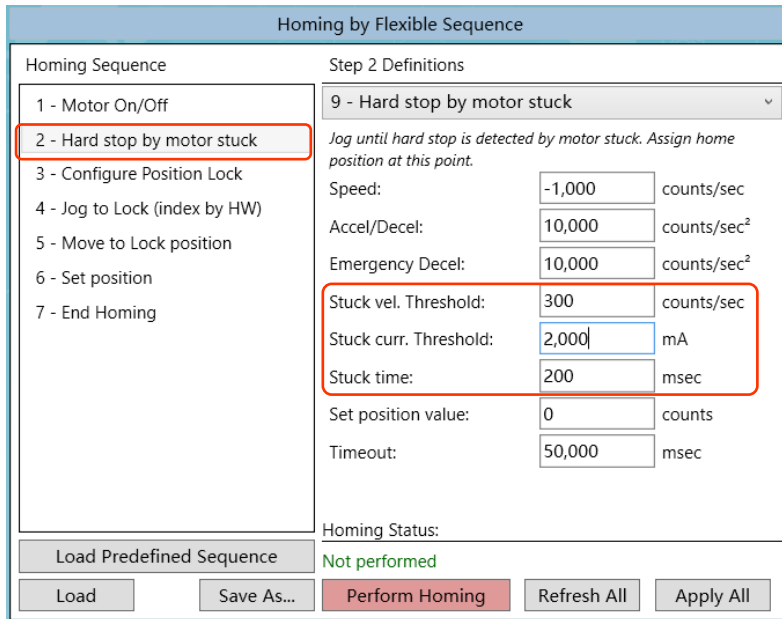 Homing by Flexible Sequence
Homing Sequence
1 - Motor On/Off
2 - Hard stop by motor stuck
3 - Configure Position Lock
4 - Jog to Lock (index by HW)
5 - Move to Lock position
6 - Set position
7 - End Homing
Load Predefined Sequence
Load
Save As...
Step 2 Definitions
9 - Hard stop by motor stuck
Jog until hard stop is detected by motor stuck. Assign home
position at this point.
Speed: -1,000 counts/sec
Accel/Decel: 10,000 counts/sec²
Emergency Decel: 10,000 counts/sec²
Stuck vel. Threshold: 300 counts/sec
Stuck curr. Threshold: 2,000 mA
Stuck time: 200 msec
Set position value: 0 counts
Timeout: 50,000 msec
Homing Status:
Not performed
Perform Homing
Refresh All
Apply All